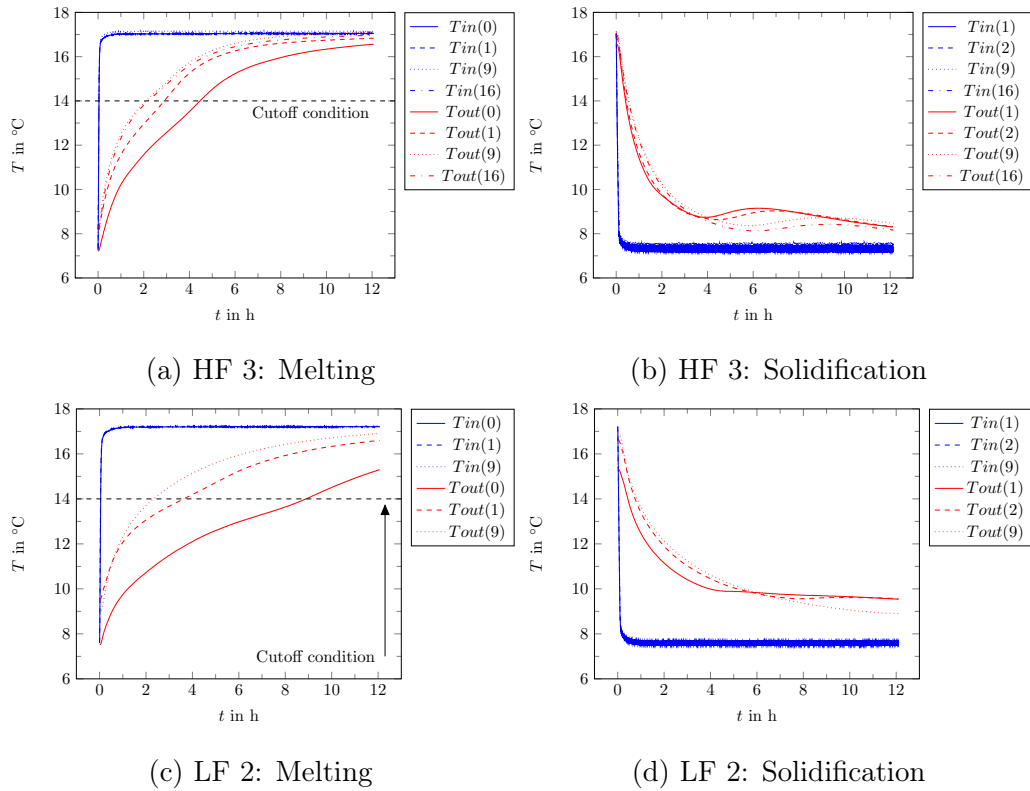 18
16
14
12
10
8
6
0 2 4 6 8 10 12
T in °C
t in h
Cutoff condition
Tin(0)
Tin(1)
Tin(9)
Tin(16)
Tout(0)
Tout(1)
Tout(9)
Tout(16)
(a) HF 3: Melting
18
16
14
12
10
8
6
0 2 4 6 8 10 12
T in °C
t in h
Tin(1)
Tin(2)
Tin(9)
Tin(16)
Tout(1)
Tout(2)
Tout(9)
Tout(16)
(b) HF 3: Solidification
18
16
14
12
10
8
6
0 2 4 6 8 10 12
T in °C
t in h
Cutoff condition
Tin(0)
Tin(1)
Tin(9)
Tout(0)
Tout(1)
Tout(9)
(c) LF 2: Melting
18
16
14
12
10
8
6
0 2 4 6 8 10 12
T in °C
t in h
Tin(1)
Tin(2)
Tin(9)
Tout(1)
Tout(2)
Tout(9)
(d) LF 2: Solidification